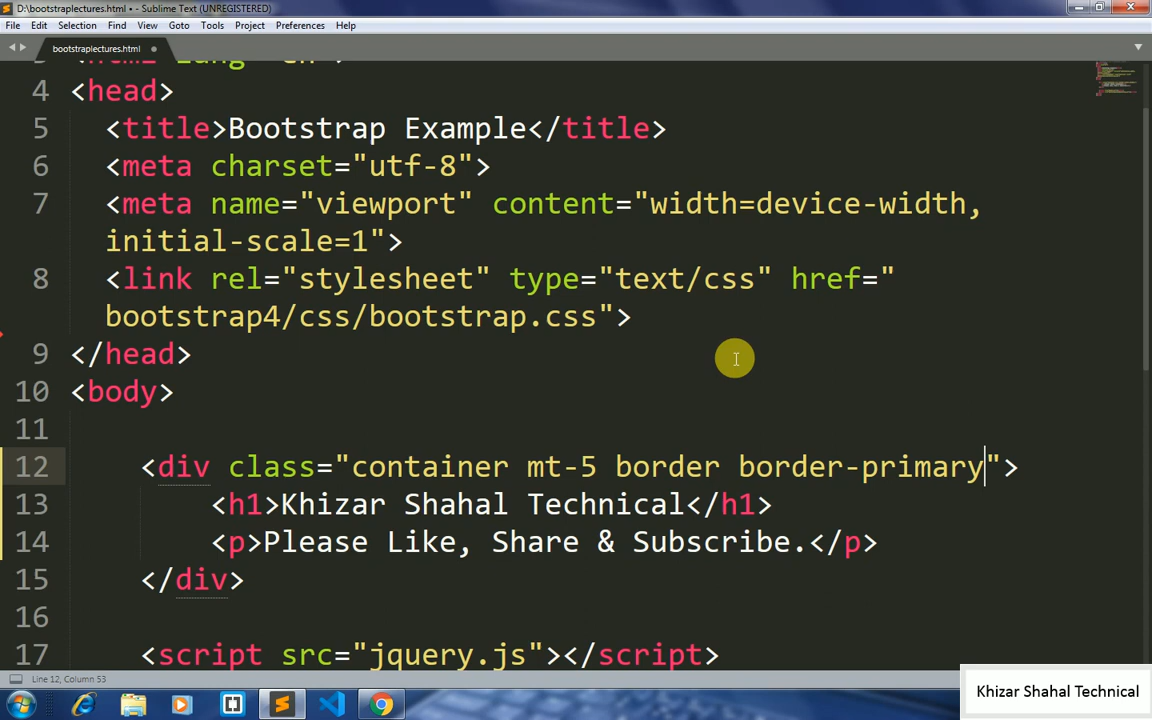 D:\bootstraplectures.html • - Sublime Text (UNREGISTERED)
File Edit Selection Find View Goto Tools Project Preferences Help
bootstraplectures.html
4 <head>
5 <title>Bootstrap Example</title>
6 <meta charset="utf-8">
7 <meta name="viewport" content="width=device-width,
initial-scale=1">
8 <link rel="stylesheet" type="text/css" href="
bootstrap4/css/bootstrap.css">
9 </head>
10 <body>
11
12 <div class="container mt-5 border border-primary">
13 <h1>Khizar Shahal Technical</h1>
14 <p>Please Like, Share & Subscribe.</p>
15 </div>
16
17 <script src="jquery.js"></script>
Line 12, Column 53
Khizar Shahal Technical